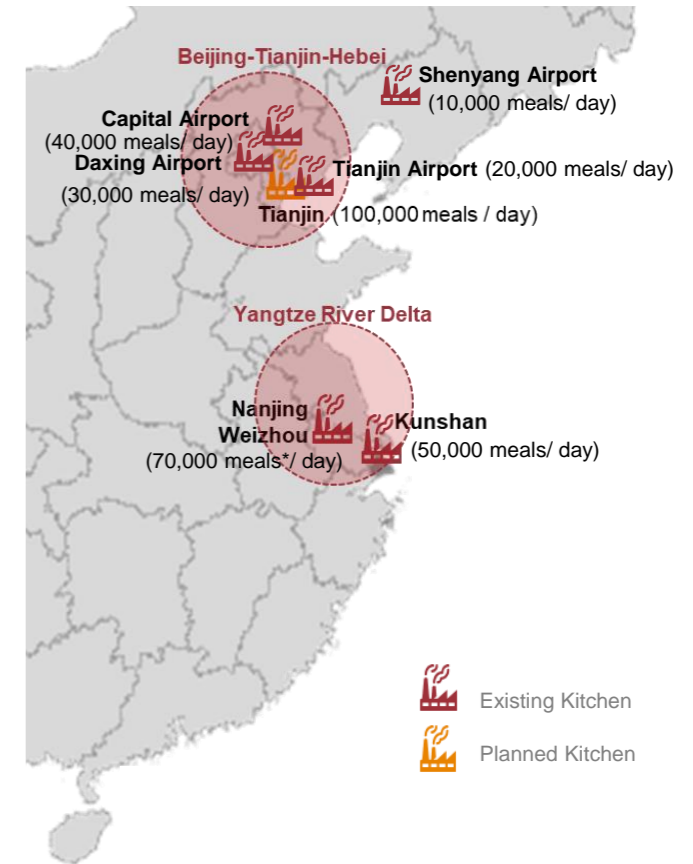 Beijing-Tianjin-Hebei
Shenyang Airport
(10,000 meals/ day)
Capital Airport
(40,000 meals/ day)
Daxing Airport
(30,000 meals/ day)
Tianjin Airport (20,000 meals/ day)
Tianjin (100,000 meals / day)
Yangtze River Delta
Nanjing
Weizhou
(70,000 meals*/ day)
Kunshan
(50,000 meals/ day)
Existing Kitchen
Planned Kitchen